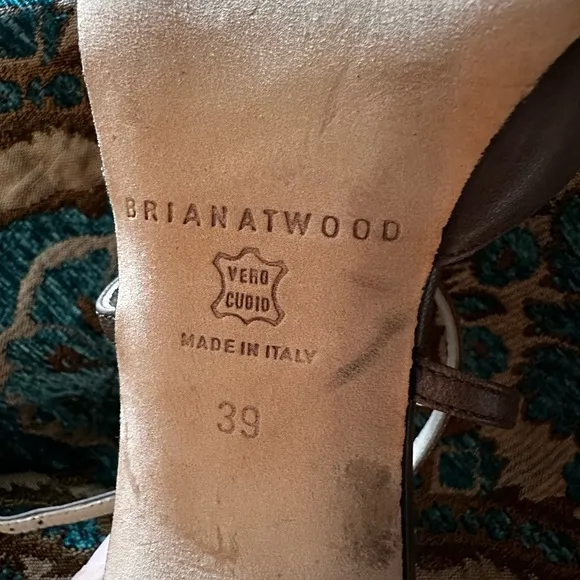 BRIANATWOOD
VERO
CUOIO
MADE IN ITALY
39